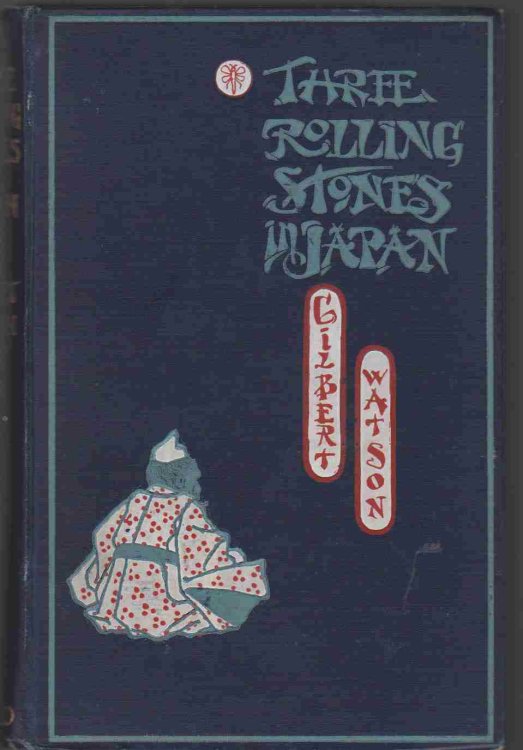 THREE
ROLLING
STONES
IN JAPAN
GILBERT
WATSON